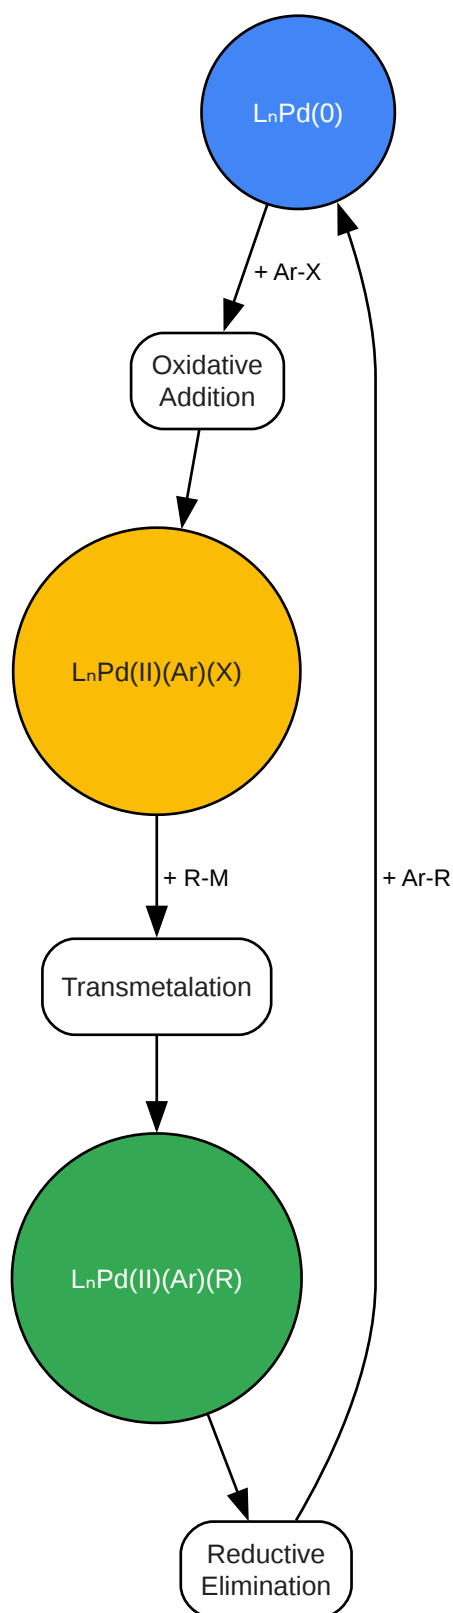 LₙPd(0)
+ Ar-X
Oxidative
Addition
LₙPd(II)(Ar)(X)
+ R-M
+ Ar-R
Transmetalation
LₙPd(II)(Ar)(R)
Reductive
Elimination